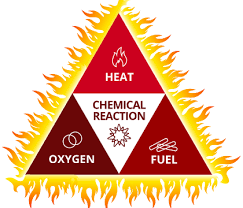 HEAT
CHEMICAL
REACTION
OXYGEN
FUEL